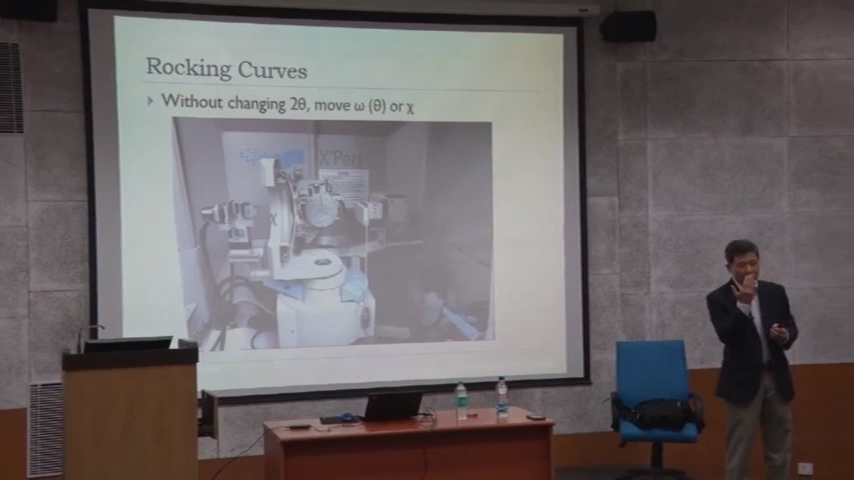 Rocking Curves
Without changing 2θ, move ω (θ) or χ
X'Pert